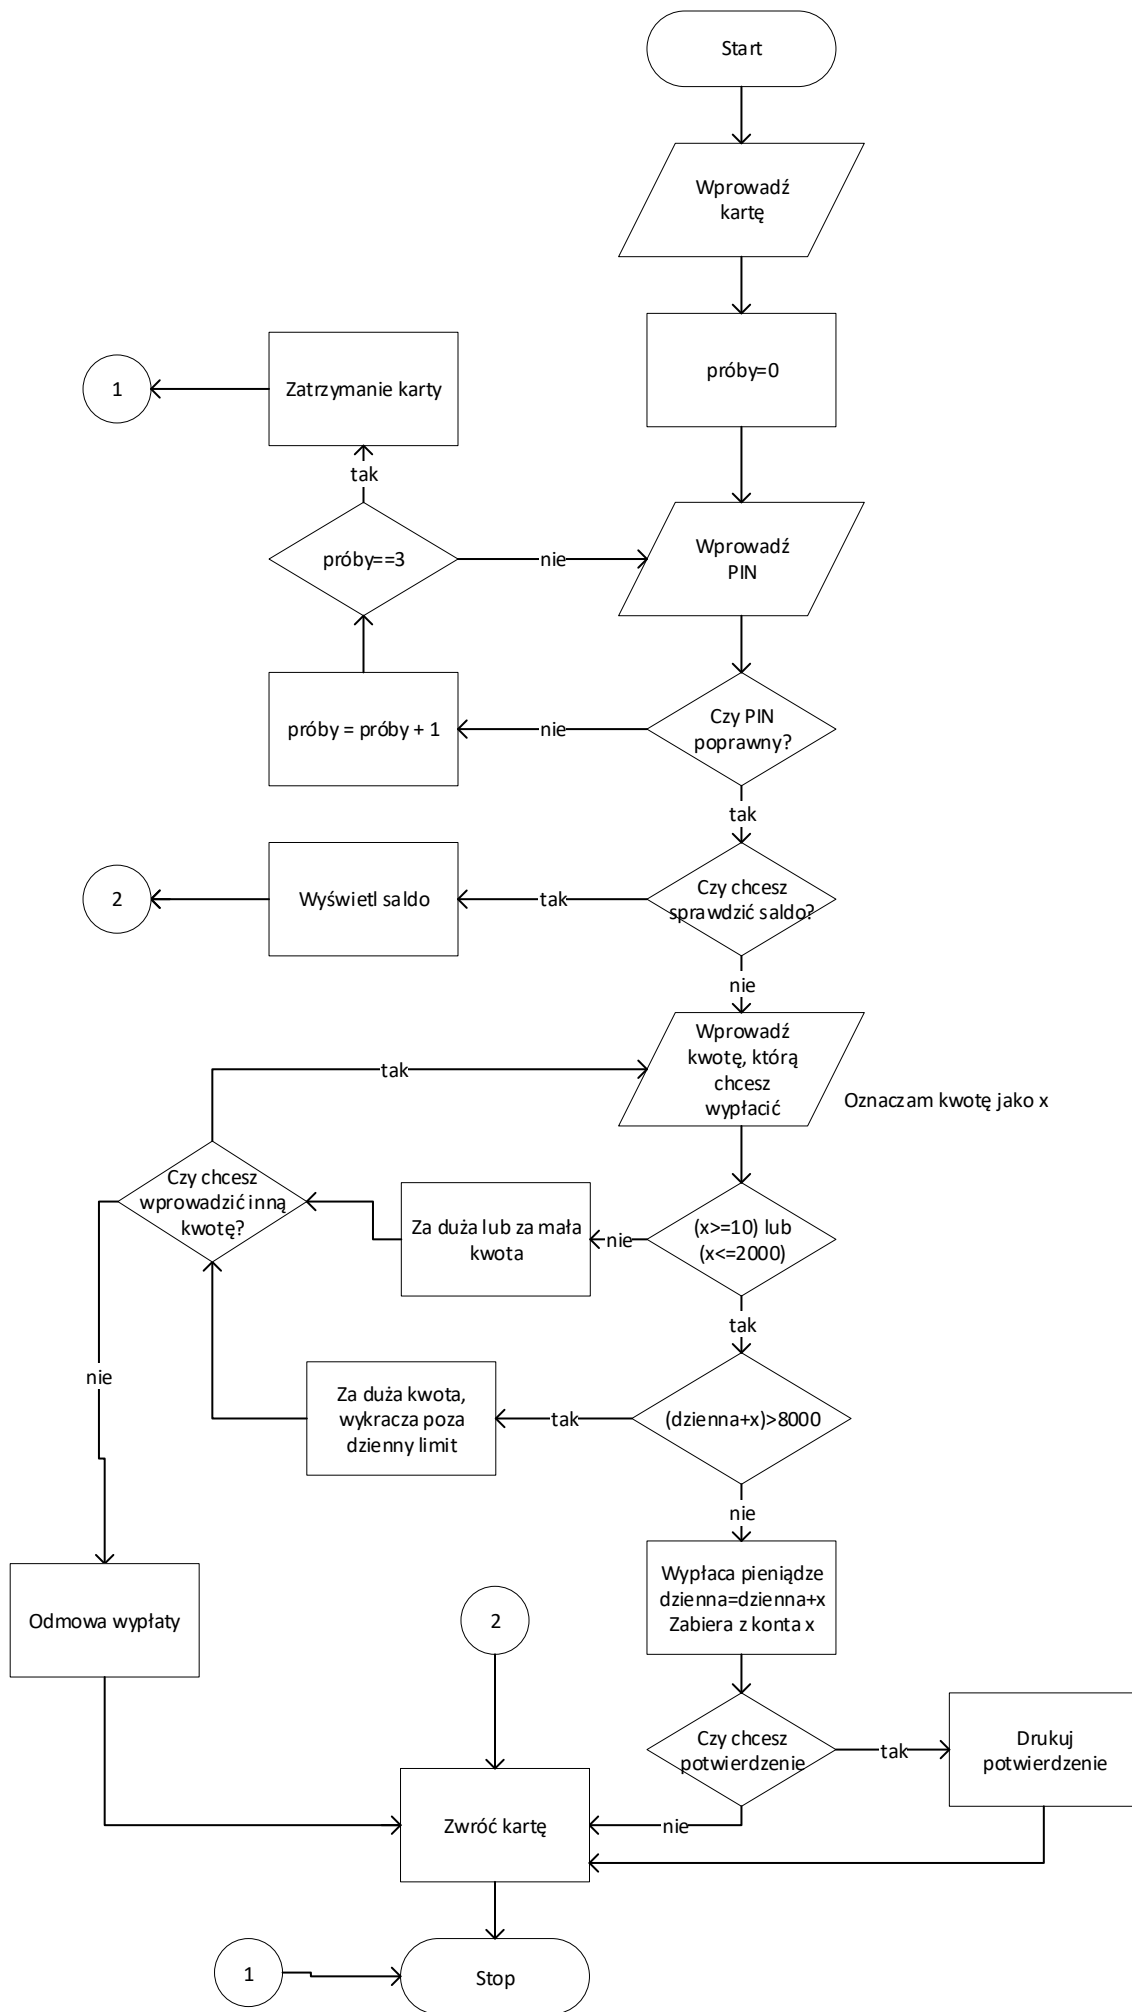 Start
Wprowadź
kartę
próby=0
1
Zatrzymanie karty
tak
próby==3
nie
Wprowadź
PIN
próby = próby + 1
nie
Czy PIN
poprawny?
tak
2
Wyświetl saldo
tak
Czy chcesz
sprawdzić saldo?
nie
Wprowadź
kwotę, którą
chcesz
wypłacić
Oznaczam kwotę jako x
tak
Czy chcesz
wprowadzić inną
kwotę?
Za duża lub za mała
kwota
nie
(x>=10) lub
(x<=2000)
tak
nie
Za duża kwota,
wykracza poza
dzienny limit
tak
(dzienna+x)>8000
nie
Wypłaca pieniądze
dzienna=dzienna+x
Zabiera z konta x
Odmowa wypłaty
2
Czy chcesz
potwierdzenie
tak
Drukuj
potwierdzenie
Zwróć kartę
nie
1
Stop